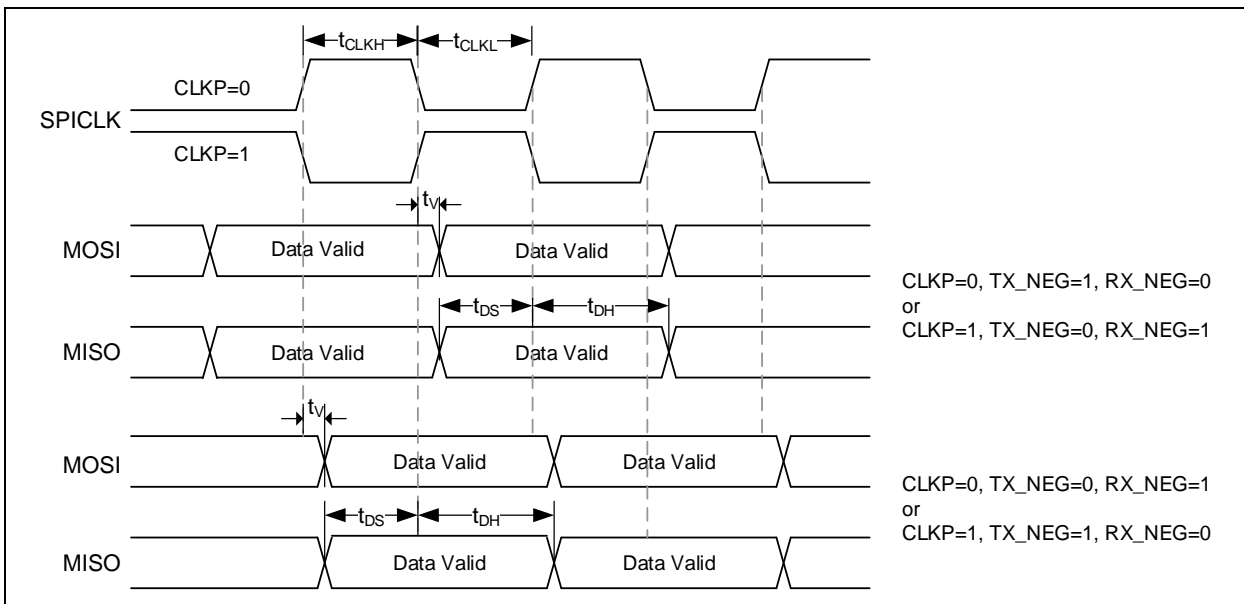 tCLKH
tCLKL
CLKP=0
SPICLK
CLKP=1
tV
MOSI
Data Valid
Data Valid
CLKP=0, TX_NEG=1, RX_NEG=0
or
CLKP=1, TX_NEG=0, RX_NEG=1
tDS
tDH
MISO
Data Valid
Data Valid
tV
MOSI
Data Valid
Data Valid
CLKP=0, TX_NEG=0, RX_NEG=1
or
CLKP=1, TX_NEG=1, RX_NEG=0
tDS
tDH
MISO
Data Valid
Data Valid